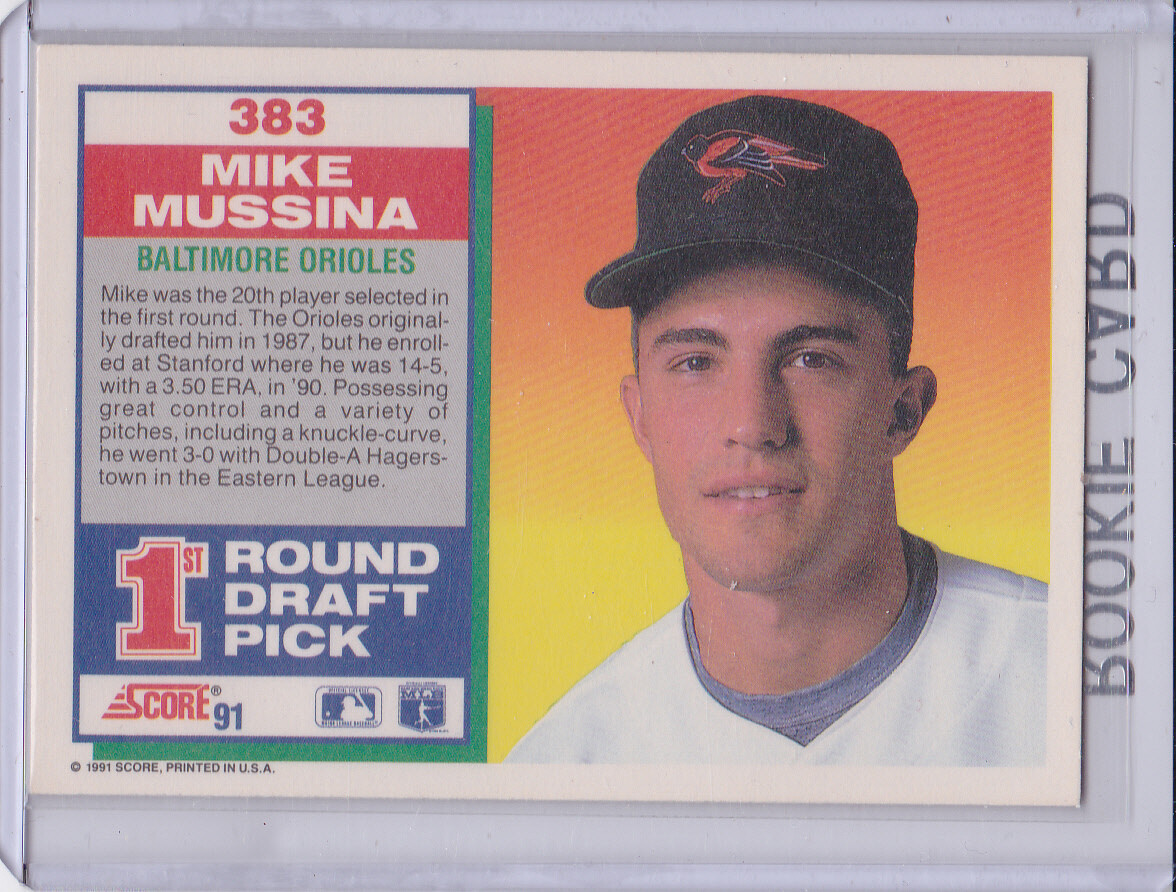 383
MIKE
MUSSINA
BALTIMORE ORIOLES
Mike was the 20th player selected in
the first round. The Orioles original-
ly drafted him in 1987, but he enroll-
ed at Stanford where he was 14-5,
with a 3.50 ERA, in '90. Possessing
great control and a variety of
pitches, including a knuckle-curve,
he went 3-0 with Double-A Hagers-
town in the Eastern League.
1ST ROUND
DRAFT
PICK
SCORE® 91
© 1991 SCORE, PRINTED IN U.S.A.
ROOKIE CARD